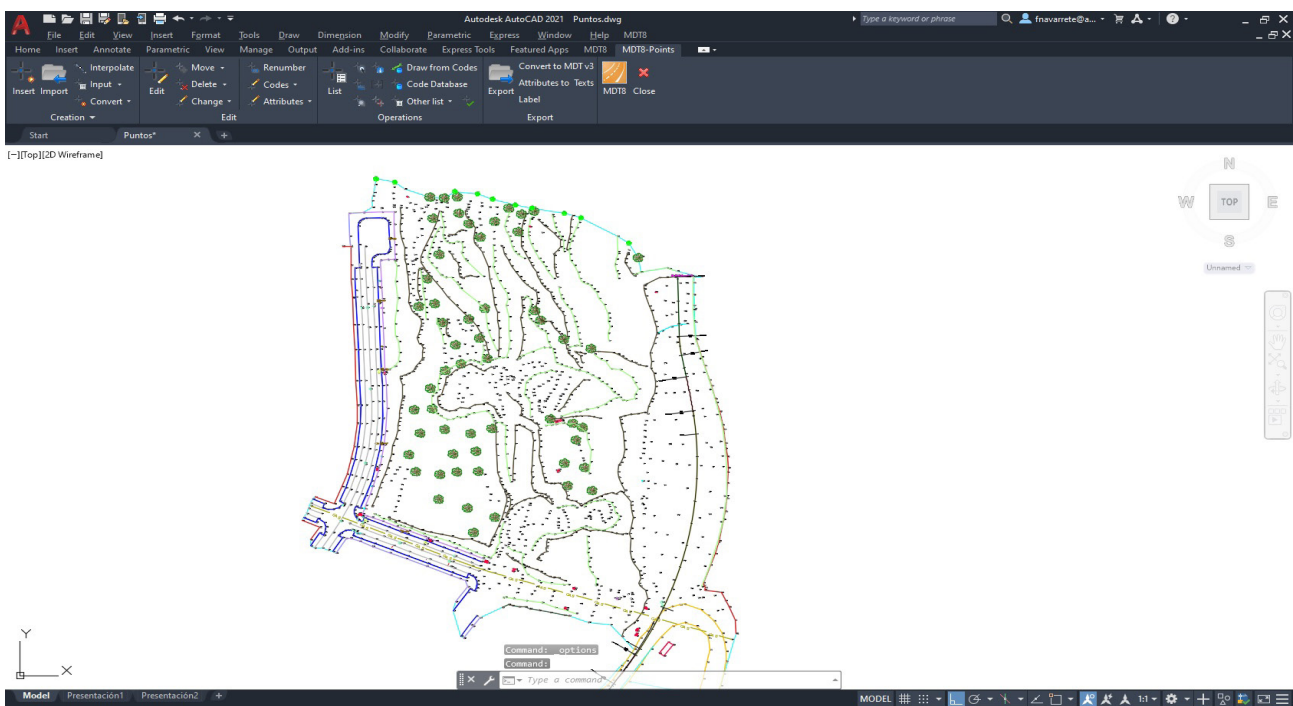 Autodesk AutoCAD 2021 Puntos.dwg
Type a keyword or phrase
fnavarrete@a...
File Edit View Insert Format Tools Draw Dimension Modify Parametric Express Window Help MDT8
Home Insert Annotate Parametric View Manage Output Add-ins Collaborate Express Tools Featured Apps MDT8 MDT8-Points
Interpolate Move Renumber Draw from Codes Convert to MDT v3
Insert Import Input Edit Delete Codes List Code Database Export Attributes to Texts MDT8 Close
Convert Change Attributes Other list Label
Creation Edit Operations Export
Start Puntos*
[−][Top][2D Wireframe]
N
W TOP E
S
Unnamed
Y
X
Command: _options
Command:
Type a command
Model Presentación1 Presentación2
MODEL 1:1